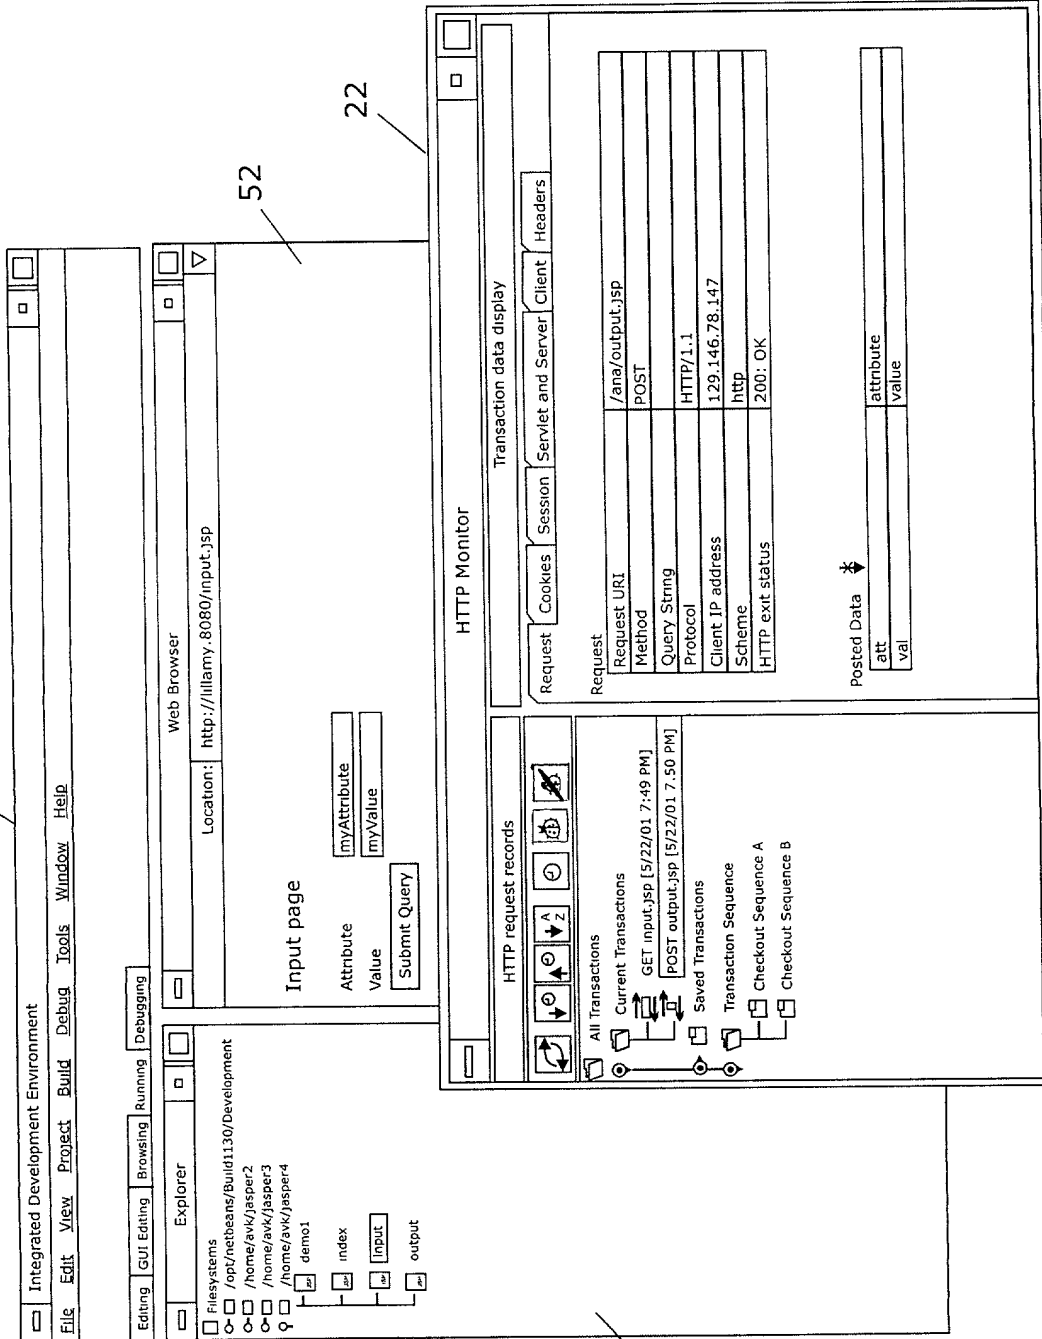 Integrated Development Environment
File Edit View Project Build Debug Tools Window Help
Editing GUI Editing Browsing Running Debugging
Explorer
Filesystems
/opt/netbeans/Build1130/Development
/home/avk/jasper2
/home/avk/jasper3
/home/avk/jasper4
demo1
index
input
output
Web Browser
Location: http://lillamy.8080/input.jsp
Input page
Attribute myAttribute
Value myValue
Submit Query
52
22
HTTP Monitor
HTTP request records
A
Z
All Transactions
Current Transactions
GET input.jsp [5/22/01 7:49 PM]
POST output.jsp [5/22/01 7.50 PM]
Saved Transactions
Transaction Sequence
Checkout Sequence A
Checkout Sequence B
Transaction data display
Request Cookies Session Servlet and Server Client Headers
Request
Request URI /ana/output.jsp
Method POST
Query String
Protocol HTTP/1.1
Client IP address 129.146.78.147
Scheme http
HTTP exit status 200: OK
Posted Data
att attribute
val value